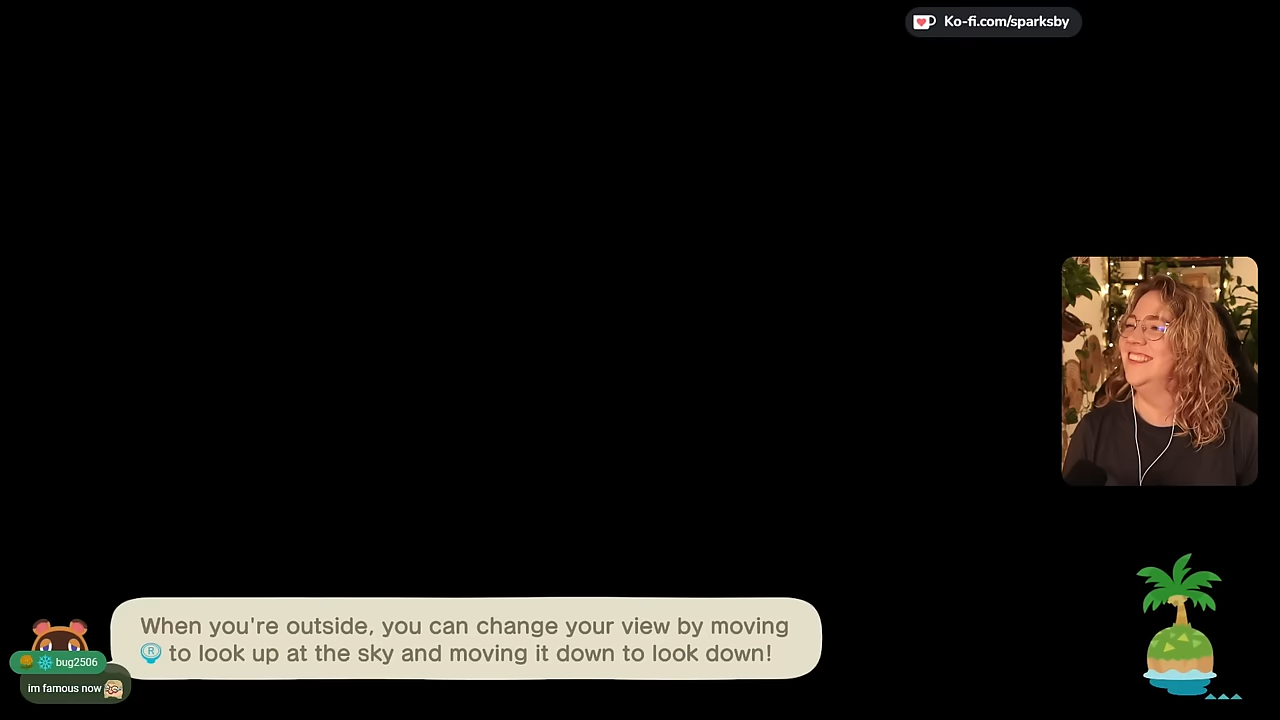 Ko-fi.com/sparksby
When you're outside, you can change your view by moving
R to look up at the sky and moving it down to look down!
bug2506
im famous now